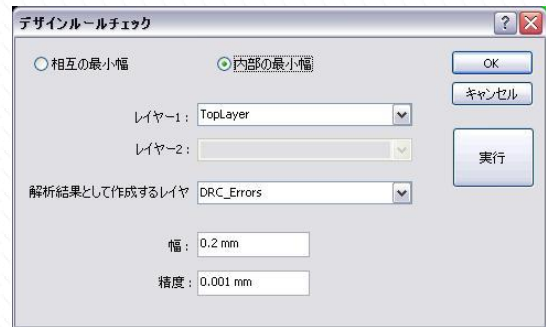 デザインルールチェック
相互の最小幅 内部の最小幅 OK
キャンセル
レイヤー1: TopLayer
レイヤー2:
実行
解析結果として作成するレイヤ DRC_Errors
幅: 0.2 mm
精度: 0.001 mm